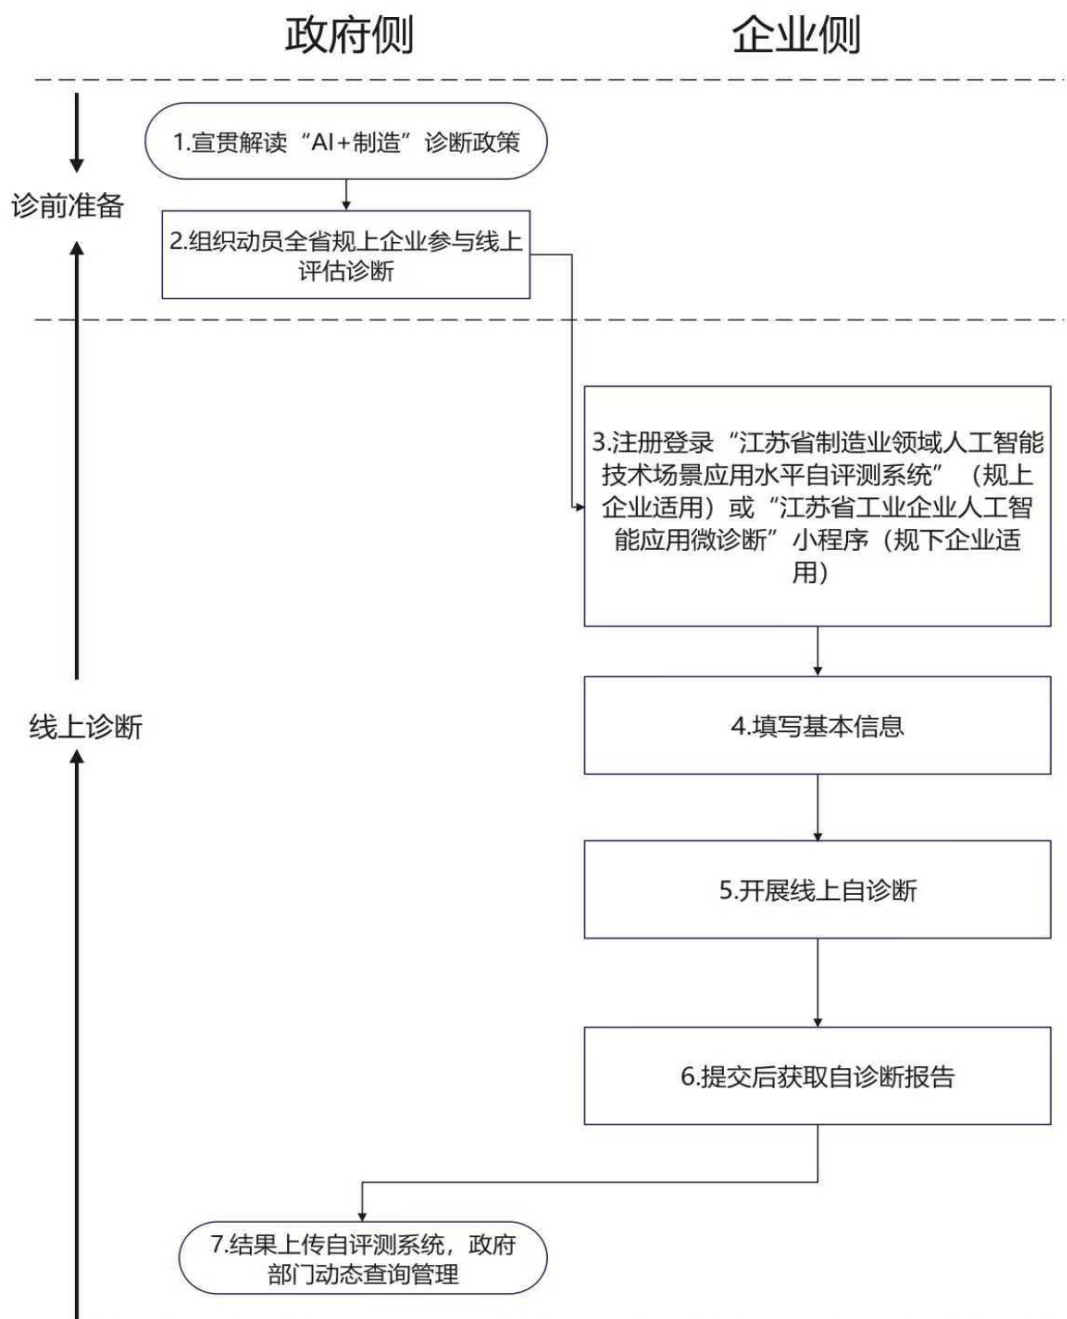 政府侧
企业侧
1.宣贯解读“AI+制造”诊断政策
诊前准备
2.组织动员全省规上企业参与线上
评估诊断
3.注册登录“江苏省制造业领域人工智能
技术场景应用水平自评测系统”（规上
企业适用）或“江苏省工业企业人工智
能应用微诊断”小程序（规下企业适
用）
线上诊断
4.填写基本信息
5.开展线上自诊断
6.提交后获取自诊断报告
7.结果上传自评测系统，政府
部门动态查询管理